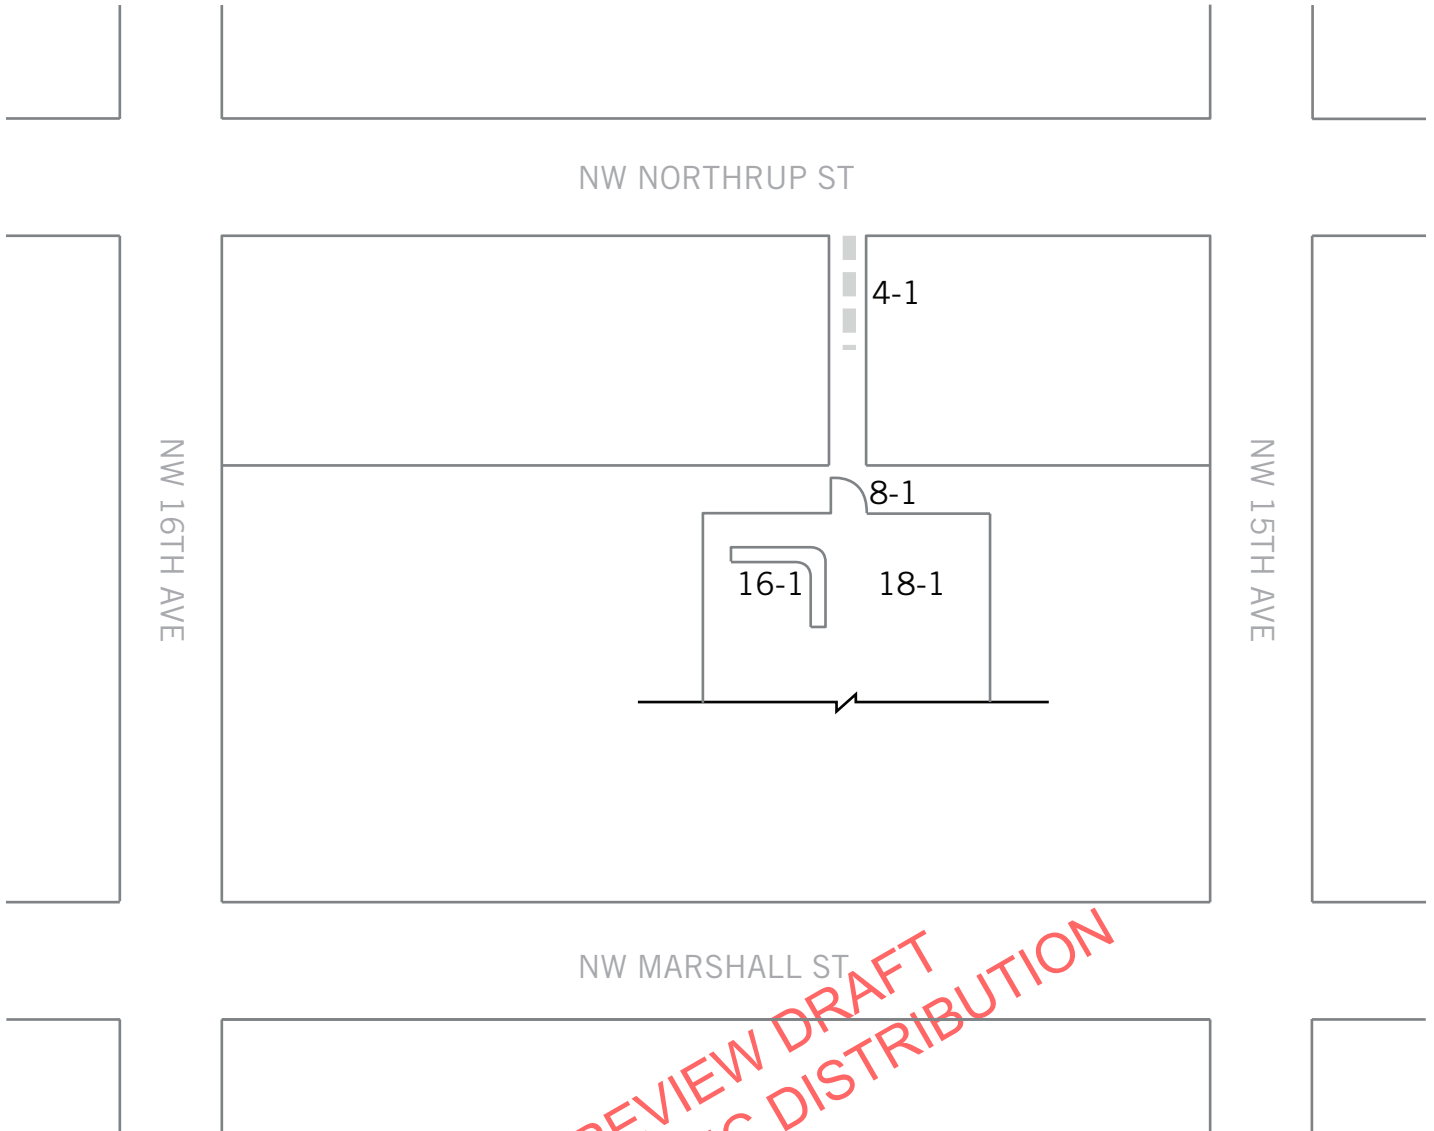 NW NORTHRUP ST
4-1
NW 16TH AVE
NW 15TH AVE
8-1
16-1 18-1
NW MARSHALL ST
DRAFT
DISTRIBUTION